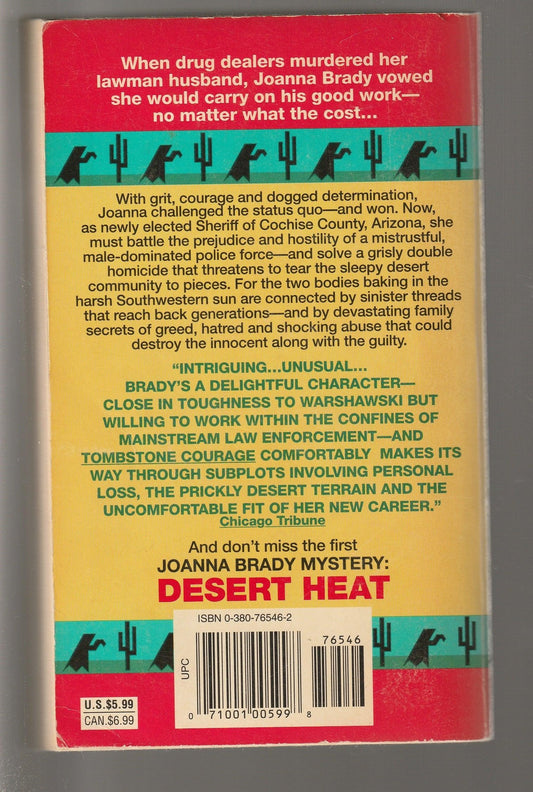 When drug dealers murdered her
lawman husband, Joanna Brady vowed
she would carry on his good work—
no matter what the cost...
With grit, courage and dogged determination,
Joanna challenged the status quo—and won. Now,
as newly elected Sheriff of Cochise County, Arizona, she
must battle the prejudice and hostility of a mistrustful,
male-dominated police force—and solve a grisly double
homicide that threatens to tear the sleepy desert
community to pieces. For the two bodies baking in the
harsh Southwestern sun are connected by sinister threads
that reach back generations—and by devastating family
secrets of greed, hatred and shocking abuse that could
destroy the innocent along with the guilty.
“INTRIGUING...UNUSUAL...
BRADY’S A DELIGHTFUL CHARACTER—
CLOSE IN TOUGHNESS TO WARSHAWSKI BUT
WILLING TO WORK WITHIN THE CONFINES OF
MAINSTREAM LAW ENFORCEMENT—AND
TOMBSTONE COURAGE COMFORTABLY MAKES ITS
WAY THROUGH SUBPLOTS INVOLVING PERSONAL
LOSS, THE PRICKLY DESERT TERRAIN AND THE
UNCOMFORTABLE FIT OF HER NEW CAREER.”
Chicago Tribune
And don’t miss the first
JOANNA BRADY MYSTERY:
DESERT HEAT
ISBN 0-380-76546-2
76546
UPC
0 71001 00599 8
U.S.$5.99
CAN.$6.99